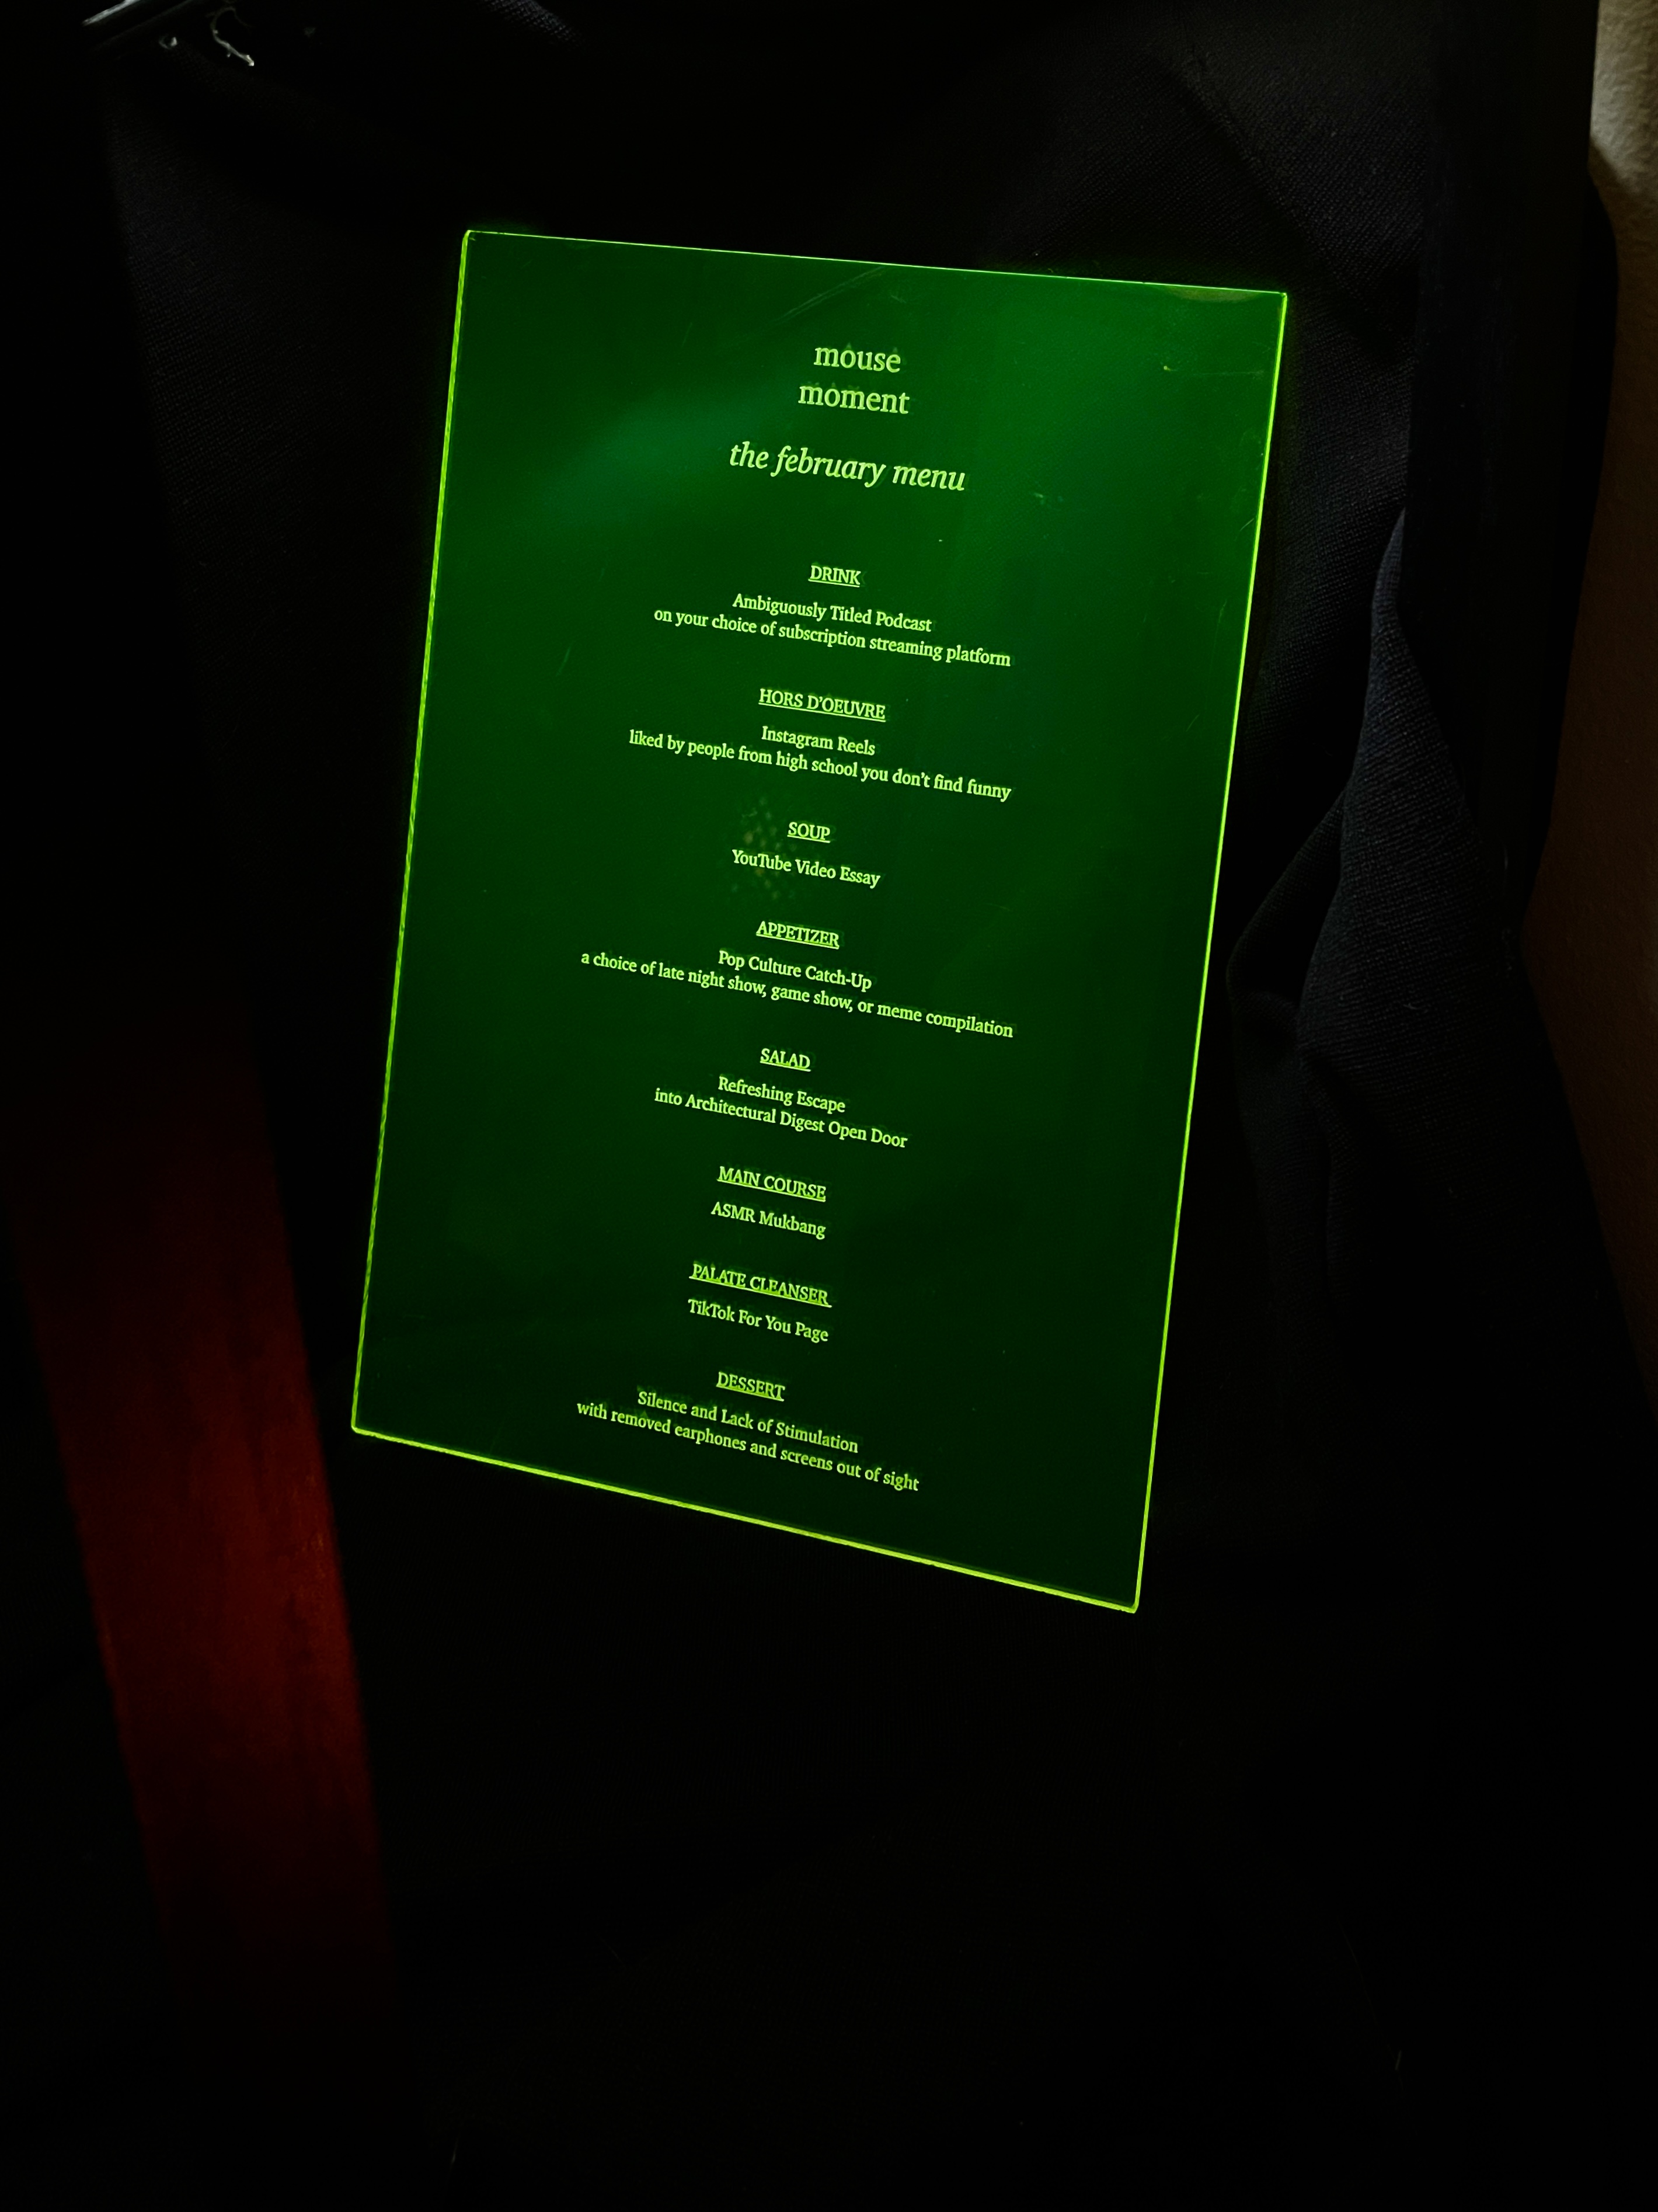 mouse
moment
the february menu
DRINK
Ambiguously Titled Podcast
on your choice of subscription streaming platform
HORS D'OEUVRE
Instagram Reels
liked by people from high school you don't find funny
SOUP
YouTube Video Essay
APPETIZER
Pop Culture Catch-Up
a choice of late night show, game show, or meme compilation
SALAD
Refreshing Escape
into Architectural Digest Open Door
MAIN COURSE
ASMR Mukbang
PALATE CLEANSER
TikTok For You Page
DESSERT
Silence and Lack of Stimulation
with removed earphones and screens out of sight